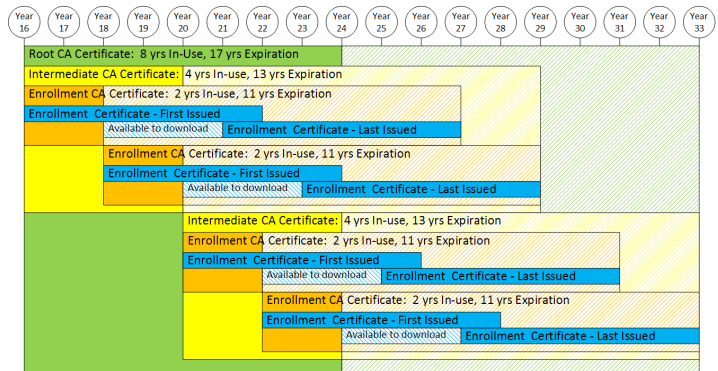 Year 16
Year 17
Year 18
Year 19
Year 20
Year 21
Year 22
Year 23
Year 24
Year 25
Year 26
Year 27
Year 28
Year 29
Year 30
Year 31
Year 32
Year 33
Root CA Certificate: 8 yrs In-Use, 17 yrs Expiration
Intermediate CA Certificate: 4 yrs In-use, 13 yrs Expiration
Enrollment CA Certificate: 2 yrs In-use, 11 yrs Expiration
Enrollment Certificate - First Issued
Available to download
Enrollment Certificate - Last Issued
Enrollment CA Certificate: 2 yrs In-use, 11 yrs Expiration
Enrollment Certificate - First Issued
Available to download
Enrollment Certificate - Last Issued
Intermediate CA Certificate: 4 yrs In-use, 13 yrs Expiration
Enrollment CA Certificate: 2 yrs In-use, 11 yrs Expiration
Enrollment Certificate - First Issued
Available to download
Enrollment Certificate - Last Issued
Enrollment CA Certificate: 2 yrs In-use, 11 yrs Expiration
Enrollment Certificate - First Issued
Available to download
Enrollment Certificate - Last Issued